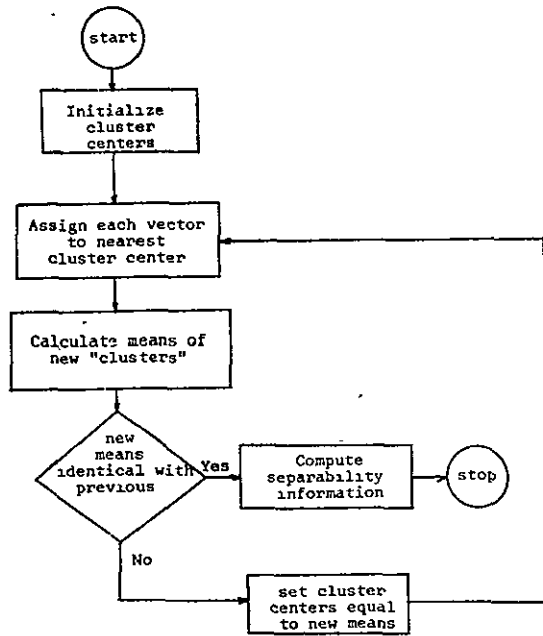 start
Initialize
cluster
centers
Assign each vector
to nearest
cluster center
Calculate means of
new "clusters"
new
means
identical with
previous
Yes
Compute
separability
information
stop
No
set cluster
centers equal
to new means